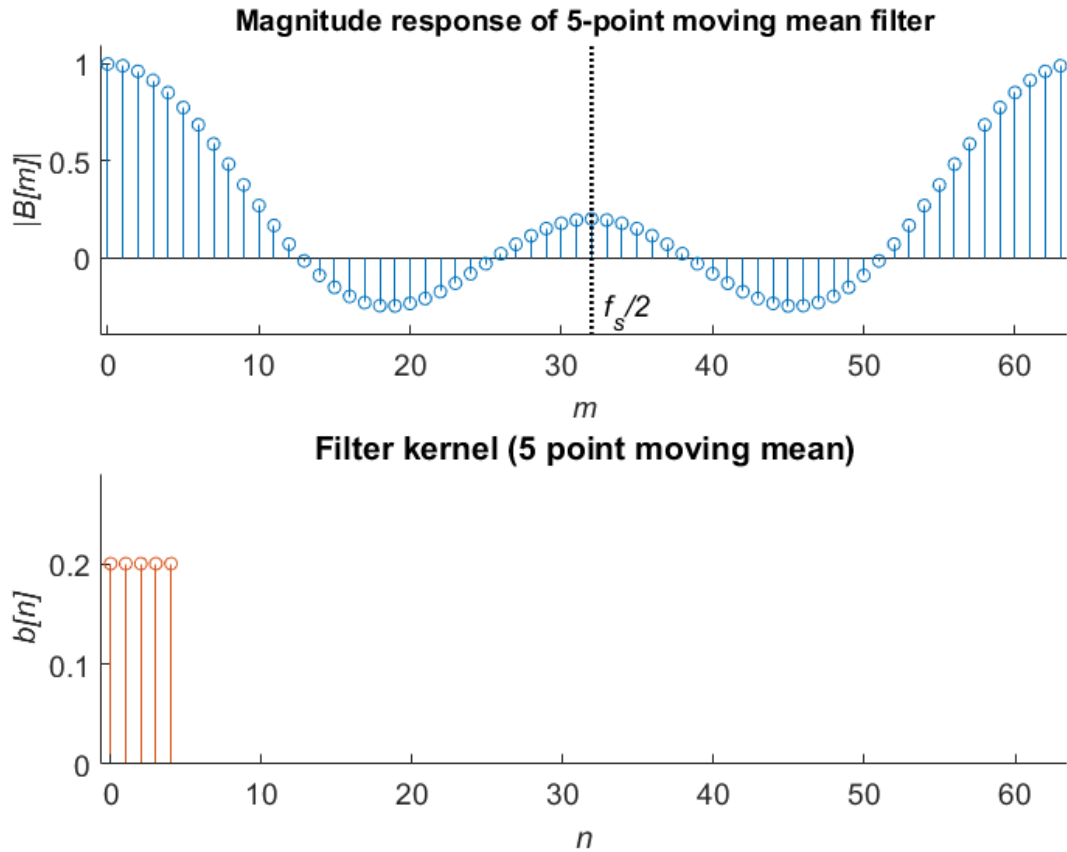 Magnitude response of 5-point moving mean filter
|B[m]|
1
0.5
0
f_s/2
0 10 20 30 40 50 60
m
Filter kernel (5 point moving mean)
b[n]
0.2
0.1
0
0 10 20 30 40 50 60
n